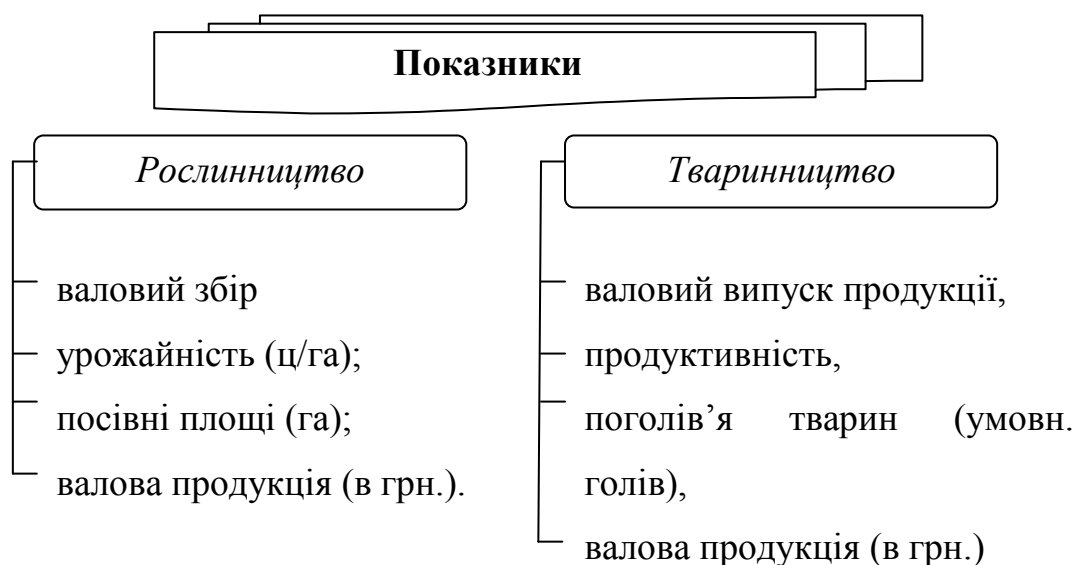 Показники
Рослинництво
валовий збір
урожайність (ц/га);
посівні площі (га);
валова продукція (в грн.).
Тваринництво
валовий випуск продукції,
продуктивність,
поголів’я тварин (умовн.
голів),
валова продукція (в грн.)